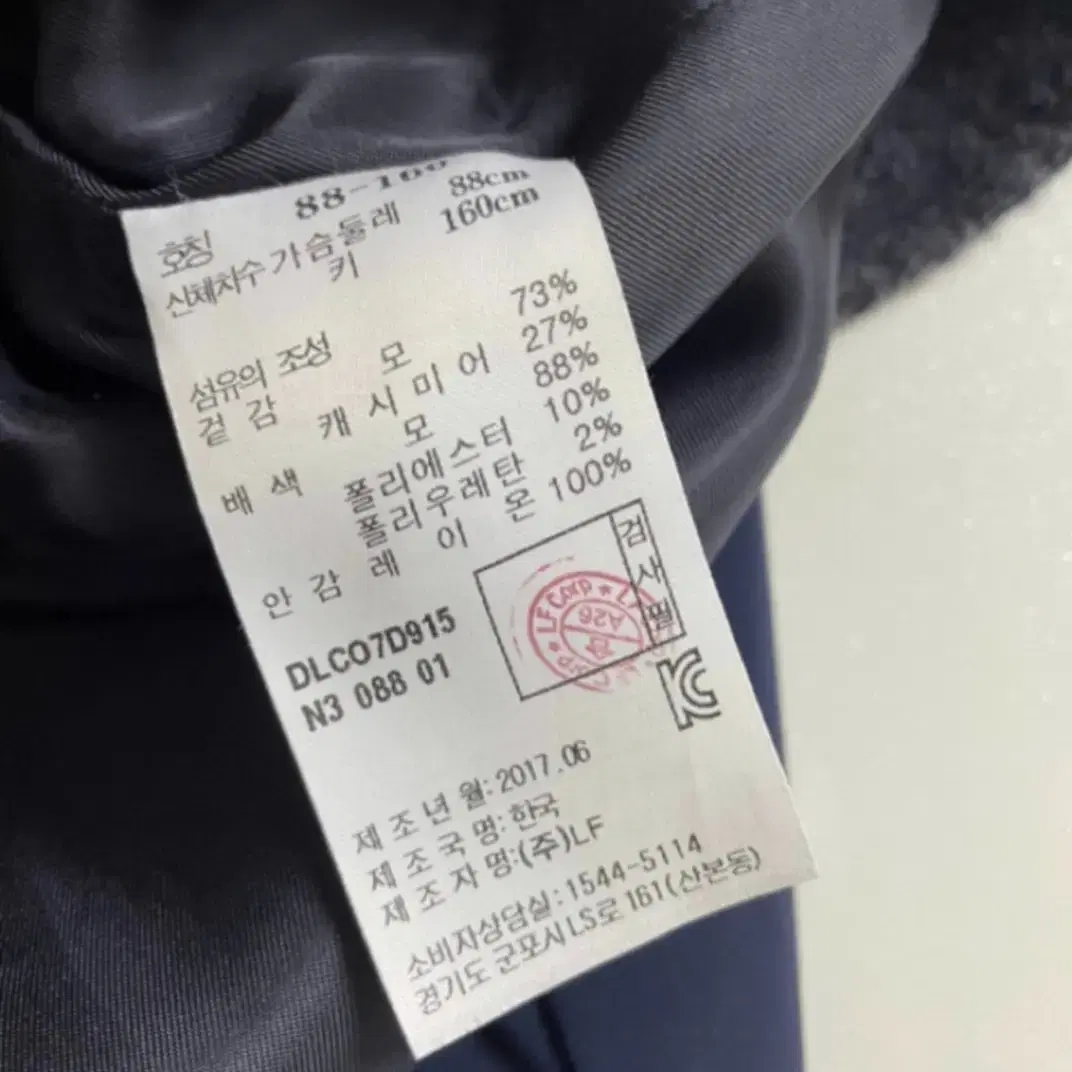 호칭 88-160
신체치수 가슴둘레 88cm
키 160cm
섬유의 조성 모 73%
겉감 캐시미어 27%
모 88%
배색 폴리에스터 10%
폴리우레탄 2%
안감 레이온 100%
검사필
LF Corp ★ L
A26
합
DLCO7D915
N3 088 01
제조년월: 2017.06
제조국명: 한국
제조자명:(주)LF
소비자상담실: 1544-5114
경기도 군포시 LS로 161(산본동)